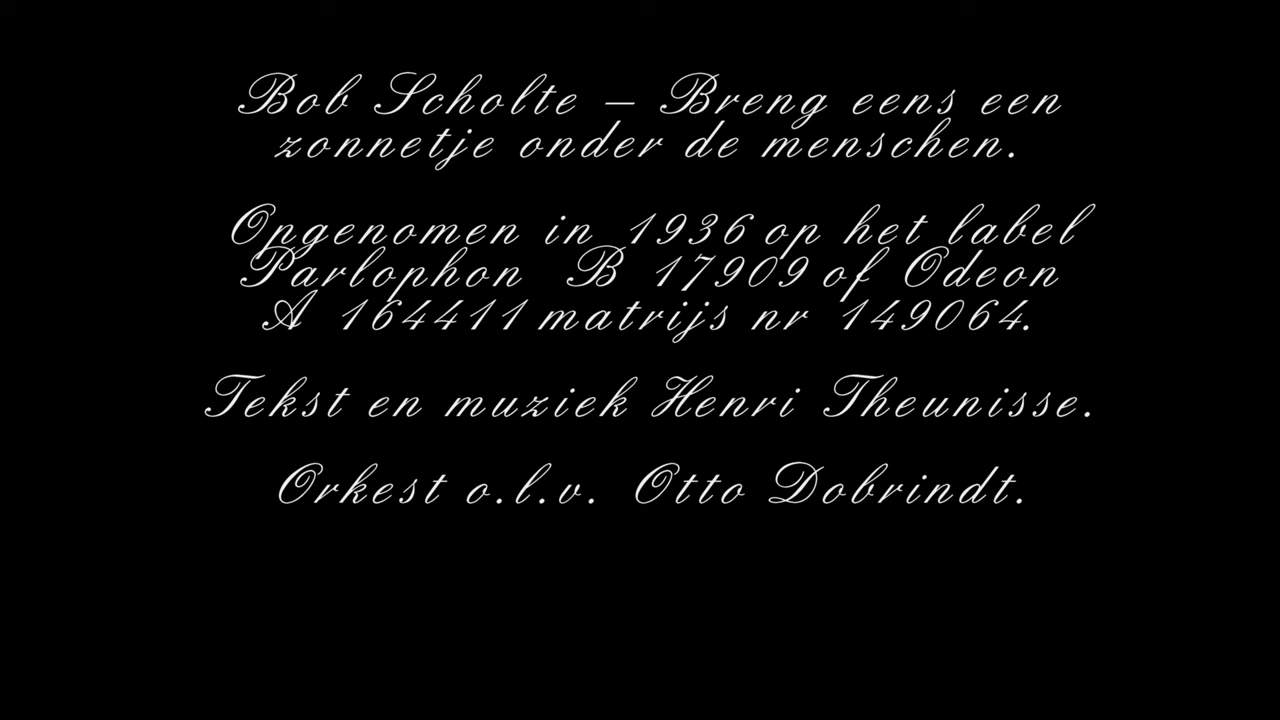 Bob Scholte – Breng eens een
zonnetje onder de menschen.
Opgenomen in 1936 op het label
Parlophon B 17909 of Odeon
A 164411 matrijs nr 149064.
Tekst en muziek Henri Theunisse.
Orkest o.l.v. Otto Dobrindt.